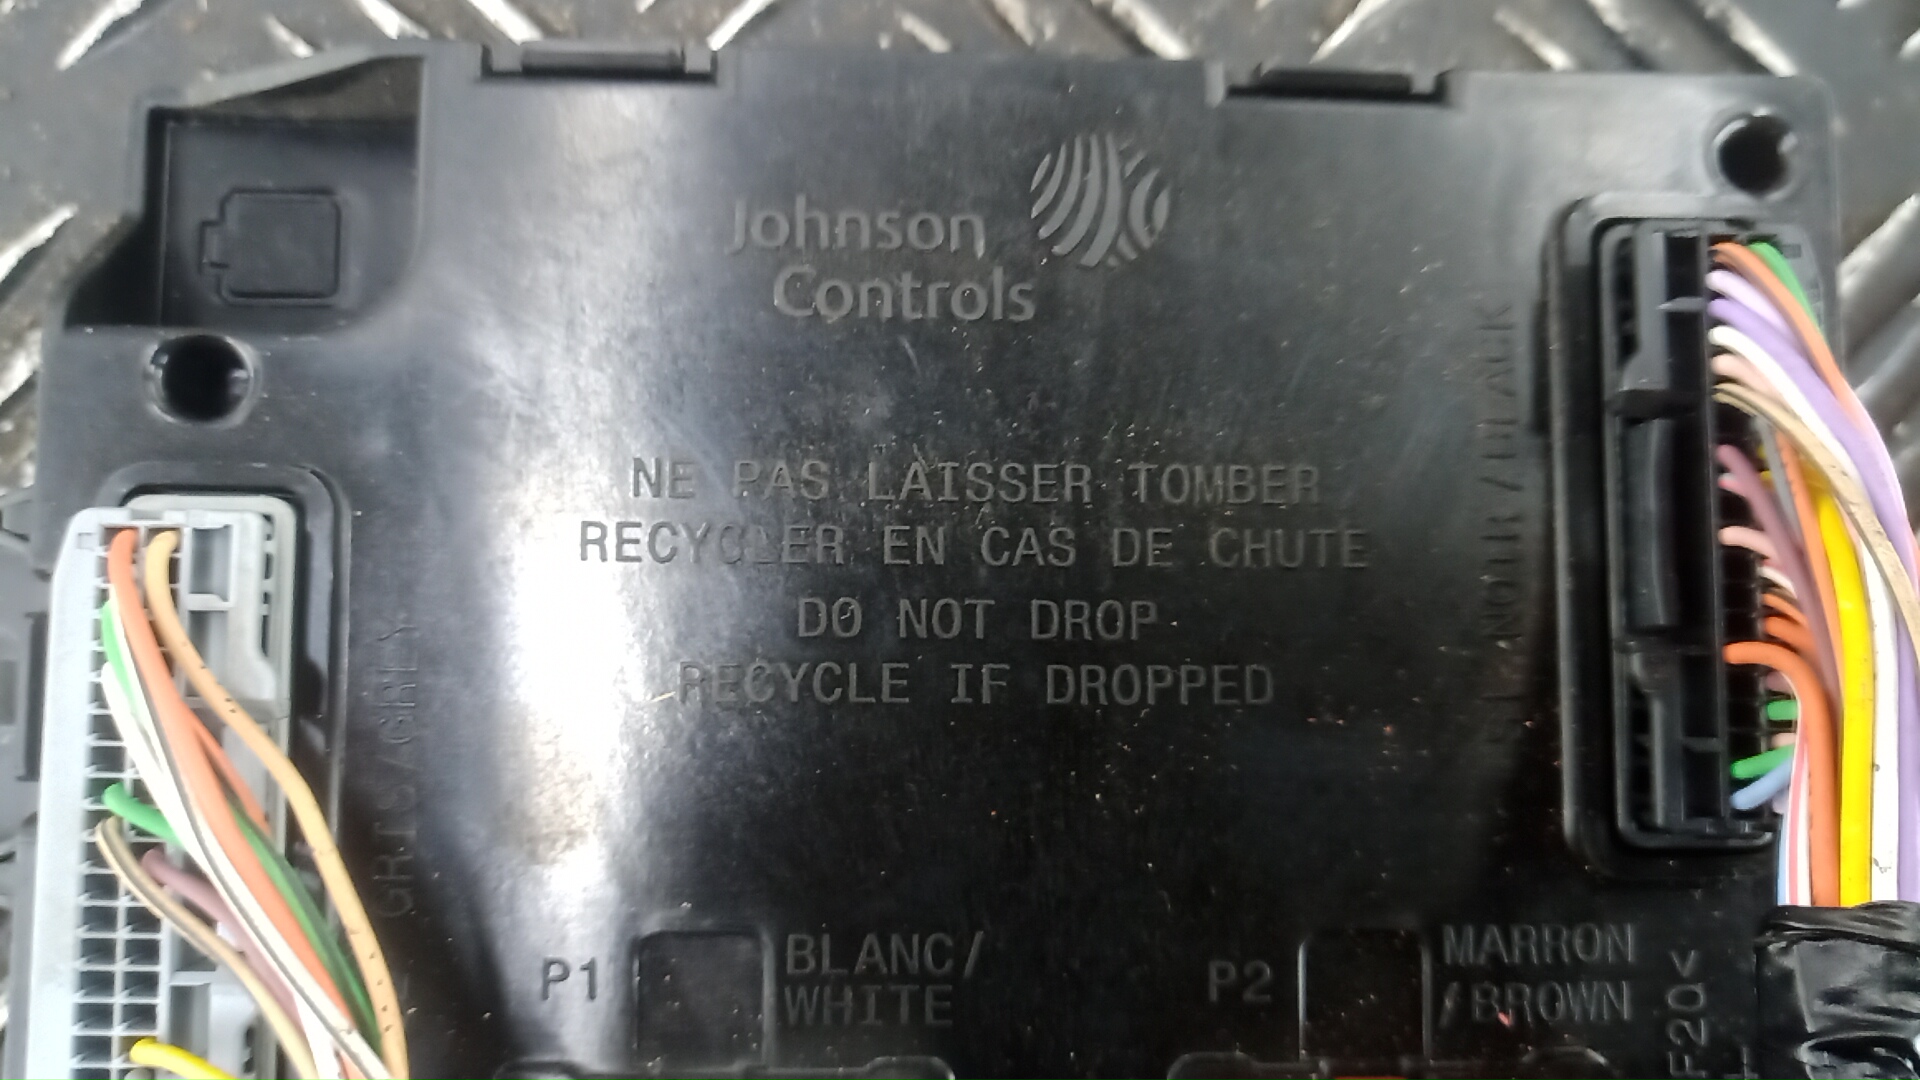 Johnson
Controls
NE PAS LAISSER TOMBER
RECYCLER EN CAS DE CHUTE
DO NOT DROP
RECYCLE IF DROPPED
GRIS/GREY
NOIR/BLACK
P1
BLANC/
WHITE
P2
MARRON
/BROWN
F20<